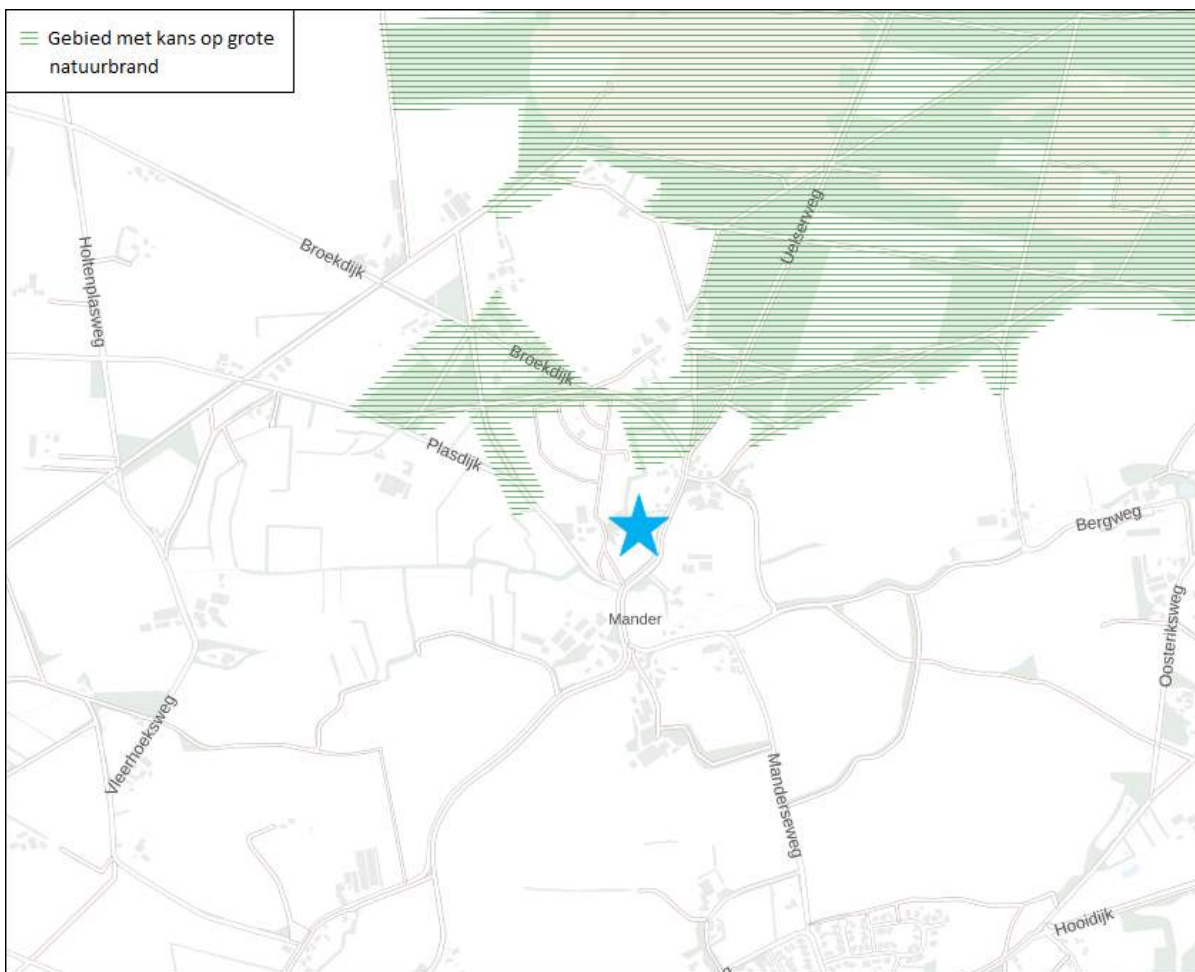 Gebied met kans op grote
natuurbrand
Uelserweg
Holtenplasweg
Broekdijk
Broekdijk
Plasdijk
Bergweg
Mander
Oosteriksweg
Vleerhoeksweg
Manderseweg
Hooidijk